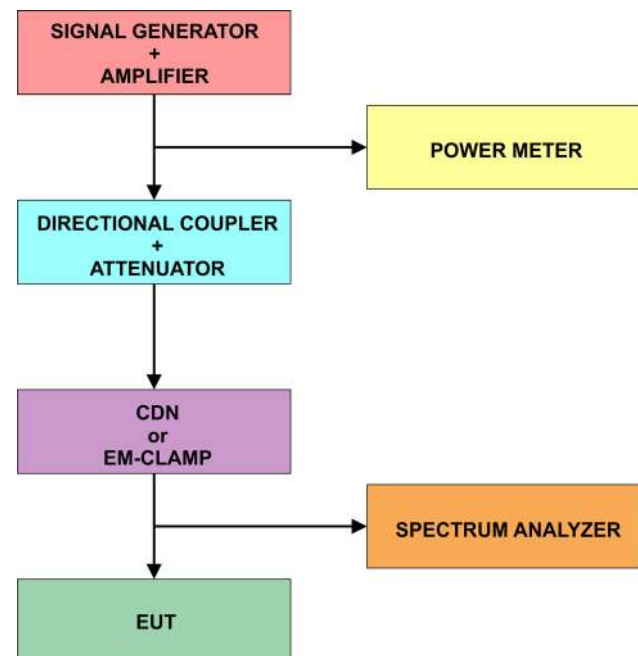 SIGNAL GENERATOR
+
AMPLIFIER
POWER METER
DIRECTIONAL COUPLER
+
ATTENUATOR
CDN
or
EM-CLAMP
SPECTRUM ANALYZER
EUT